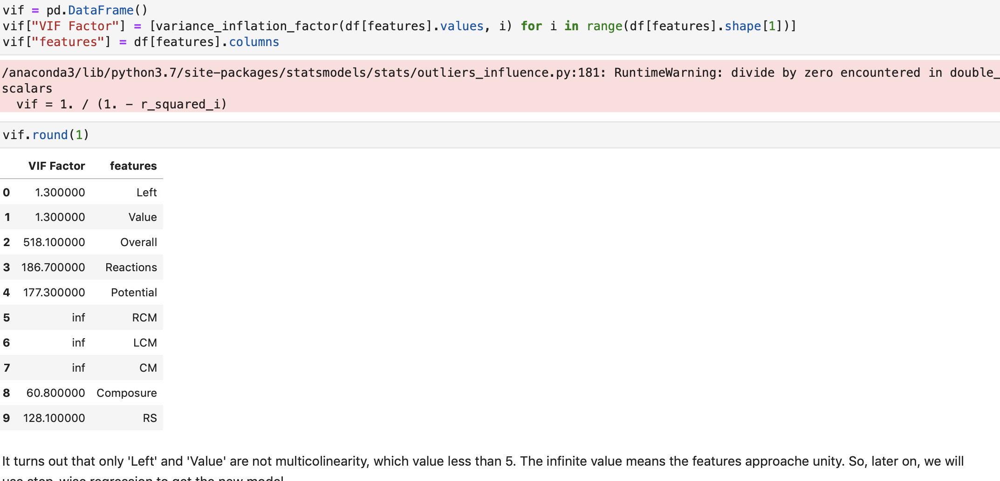 vif = pd.DataFrame()
vif["VIF Factor"] = [variance_inflation_factor(df[features].values, i) for i in range(df[features].shape[1])]
vif["features"] = df[features].columns
/anaconda3/lib/python3.7/site-packages/statsmodels/stats/outliers_influence.py:181: RuntimeWarning: divide by zero encountered in double_
scalars
  vif = 1. / (1. - r_squared_i)
vif.round(1)
VIF Factor features
0 1.300000 Left
1 1.300000 Value
2 518.100000 Overall
3 186.700000 Reactions
4 177.300000 Potential
5 inf RCM
6 inf LCM
7 inf CM
8 60.800000 Composure
9 128.100000 RS
It turns out that only 'Left' and 'Value' are not multicolinearity, which value less than 5. The infinite value means the features approache unity. So, later on, we will
use step-wise regression to get the new model